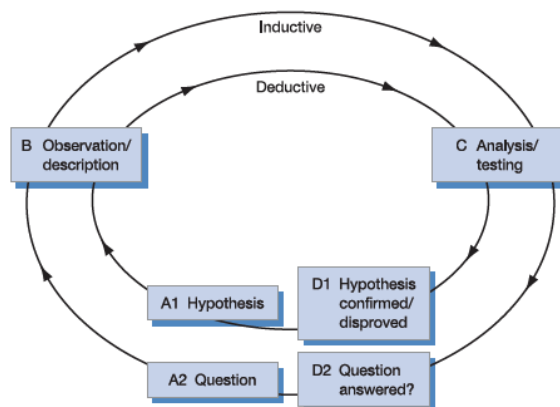 Inductive
Deductive
B Observation/
description
C Analysis/
testing
A1 Hypothesis
D1 Hypothesis
confirmed/
disproved
A2 Question
D2 Question
answered?